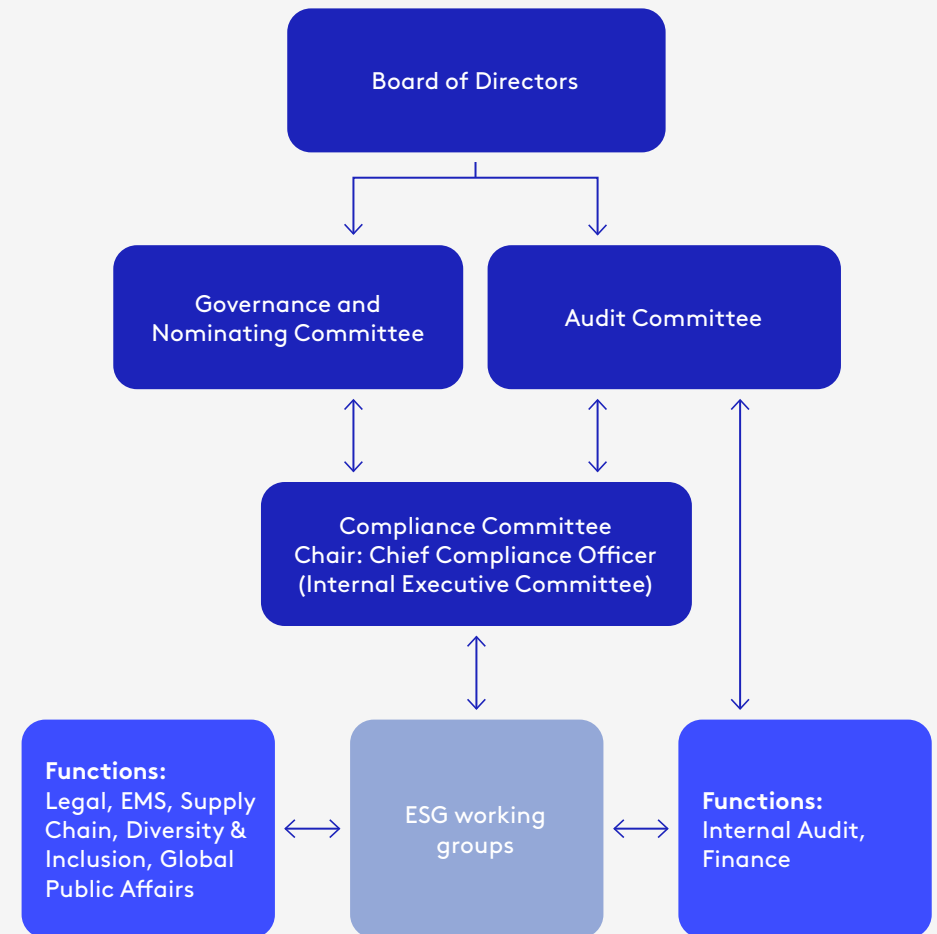 Board of Directors
Governance and
Nominating Committee
Audit Committee
Compliance Committee
Chair: Chief Compliance Officer
(Internal Executive Committee)
Functions:
Legal, EMS, Supply
Chain, Diversity &
Inclusion, Global
Public Affairs
ESG working
groups
Functions:
Internal Audit,
Finance